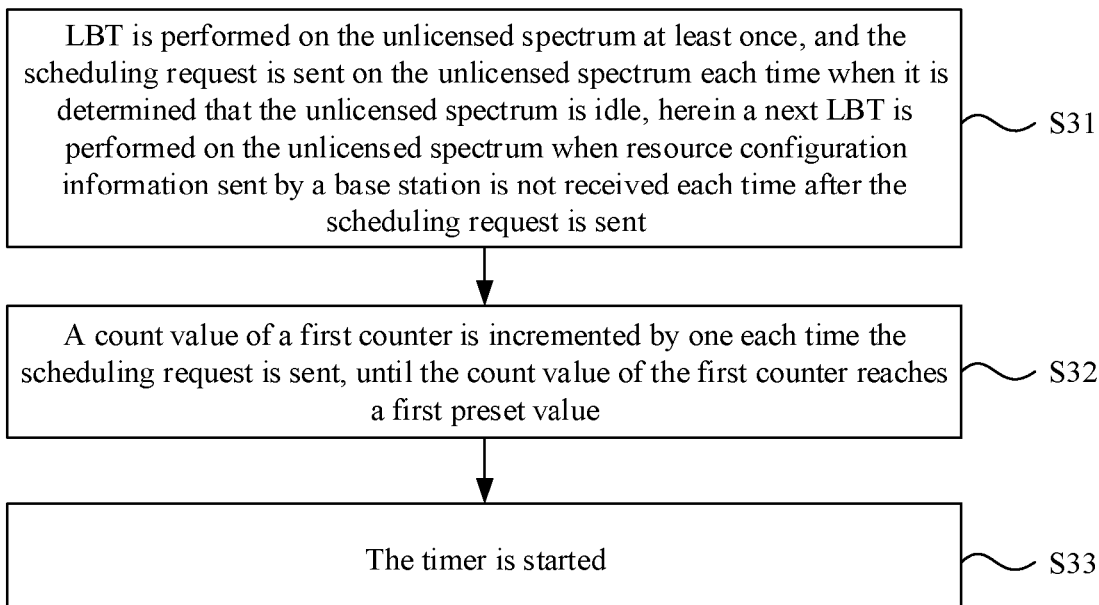 LBT is performed on the unlicensed spectrum at least once, and the
scheduling request is sent on the unlicensed spectrum each time when it is
determined that the unlicensed spectrum is idle, herein a next LBT is
performed on the unlicensed spectrum when resource configuration
information sent by a base station is not received each time after the
scheduling request is sent
S31
A count value of a first counter is incremented by one each time the
scheduling request is sent, until the count value of the first counter reaches
a first preset value
S32
The timer is started
S33